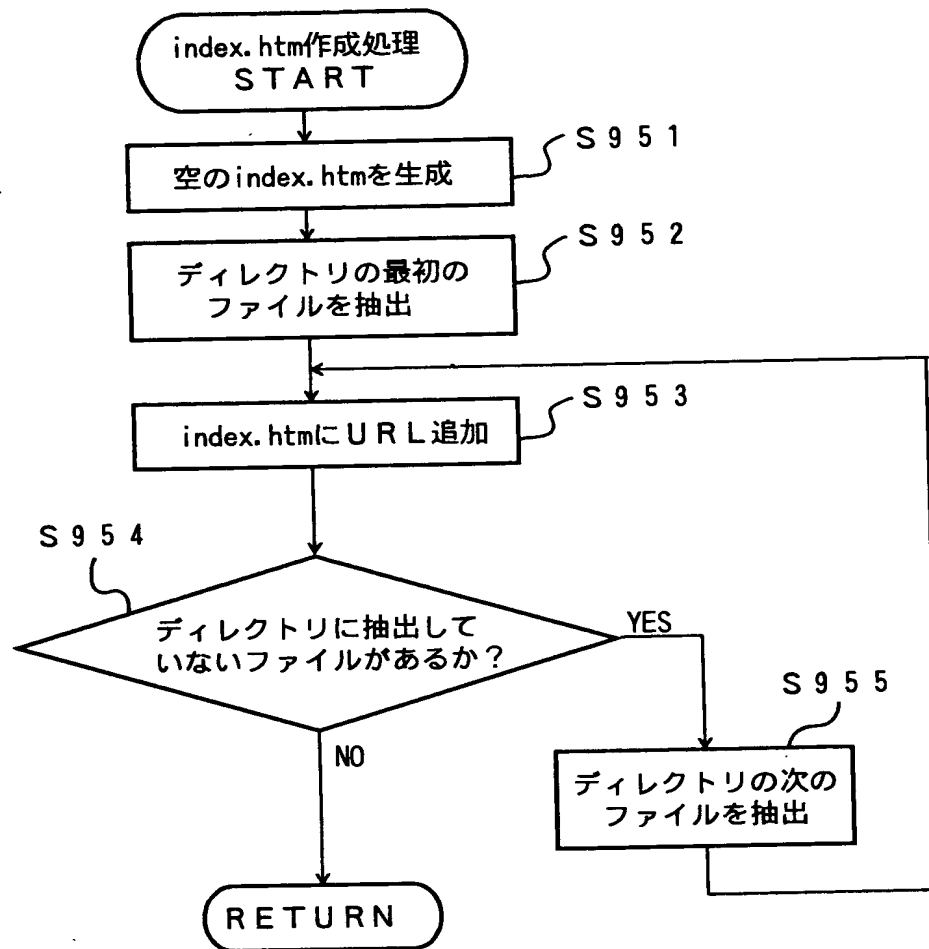 index.htm作成処理
START
S951
空のindex.htmを生成
S952
ディレクトリの最初の
ファイルを抽出
S953
index.htmにURL追加
S954
ディレクトリに抽出して
いないファイルがあるか?
YES
S955
ディレクトリの次の
ファイルを抽出
NO
RETURN